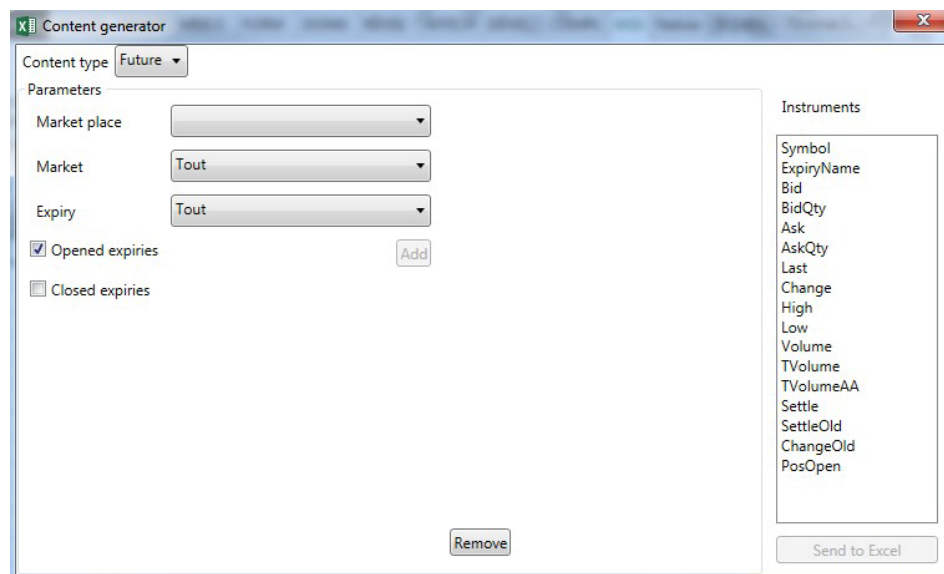 Content generator
Content type Future
Parameters
Market place
Market Tout
Expiry Tout
Opened expiries
Add
Closed expiries
Remove
Instruments
Symbol
ExpiryName
Bid
BidQty
Ask
AskQty
Last
Change
High
Low
Volume
TVolume
TVolumeAA
Settle
SettleOld
ChangeOld
PosOpen
Send to Excel